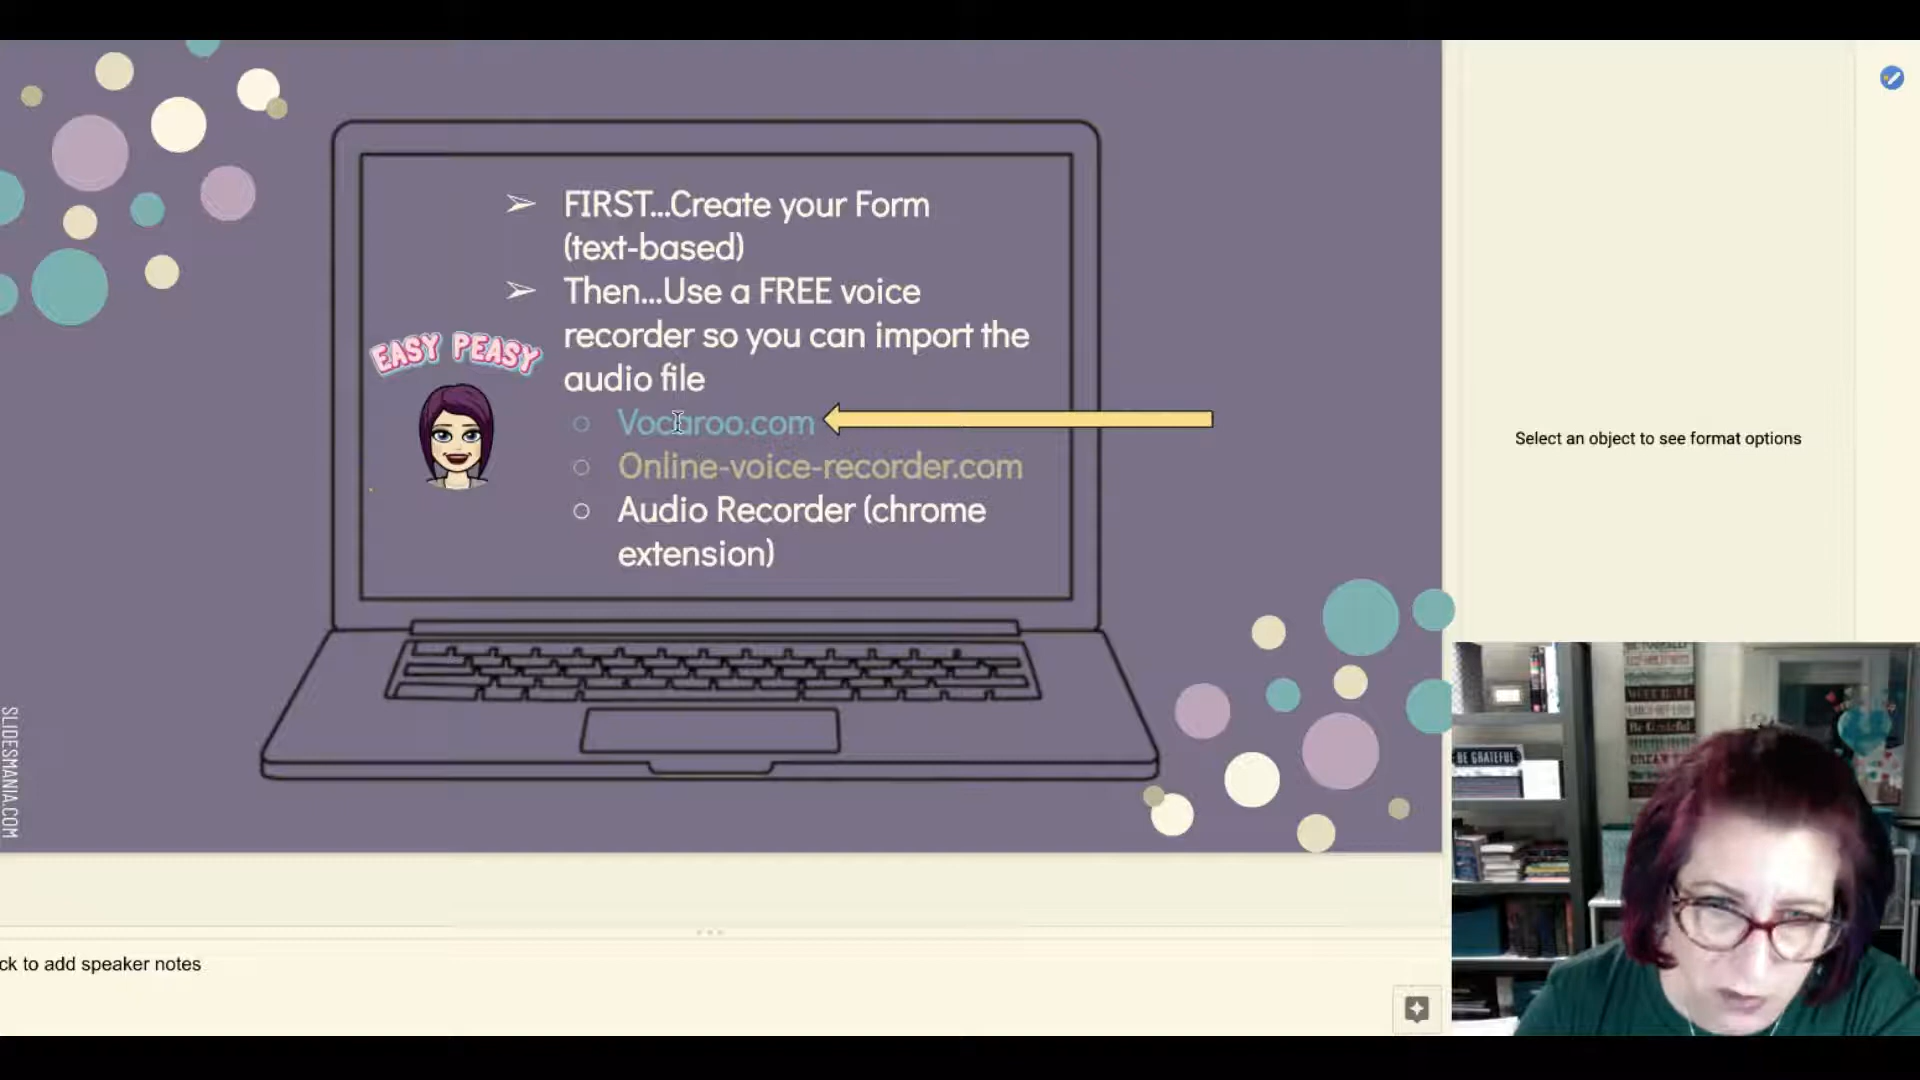 ➢ FIRST...Create your Form
(text-based)
➢ Then...Use a FREE voice
recorder so you can import the
audio file
EASY PEASY
○ Vocaroo.com
○ Online-voice-recorder.com
○ Audio Recorder (chrome
extension)
SLIDESMANIA.COM
Select an object to see format options
ck to add speaker notes
BE GRATEFUL
Be Grateful